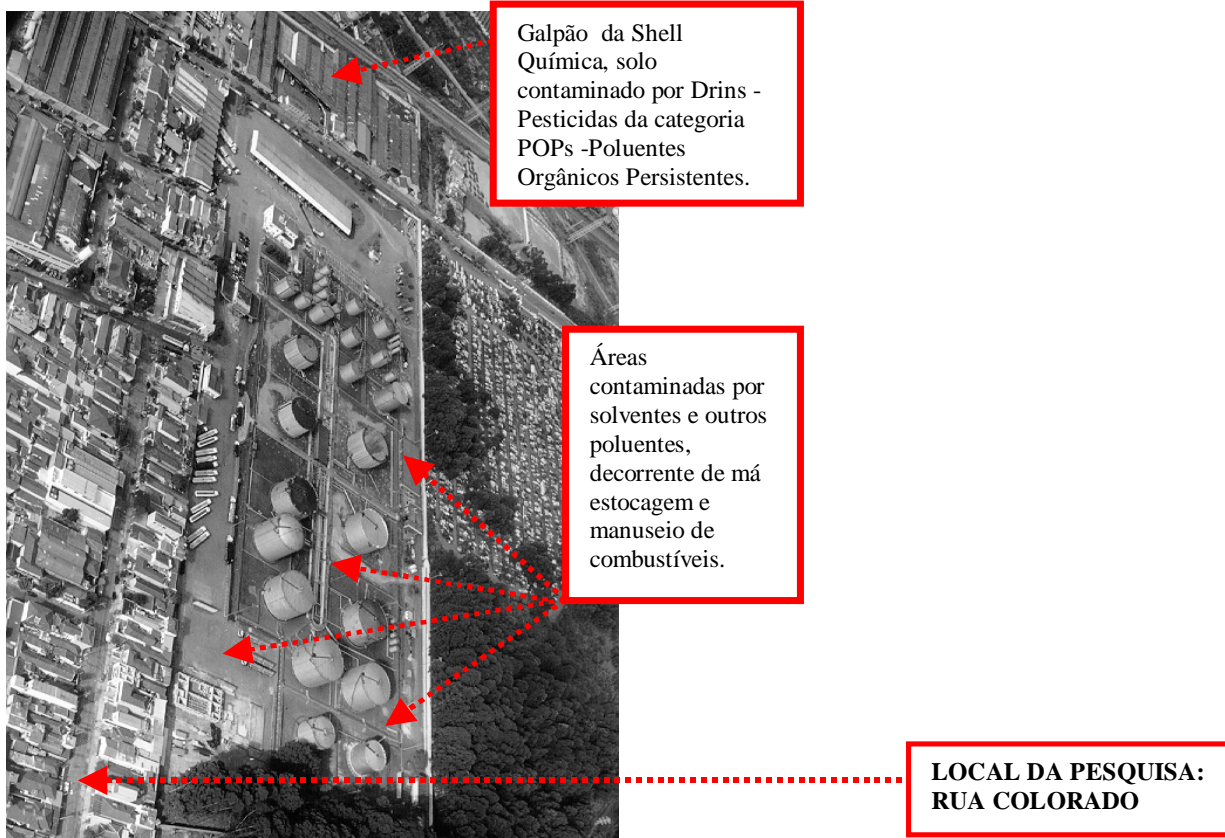 Galpão da Shell
Química, solo
contaminado por Drins -
Pesticidas da categoria
POPs -Poluentes
Orgânicos Persistentes.
Áreas
contaminadas por
solventes e outros
poluentes,
decorrente de má
estocagem e
manuseio de
combustíveis.
LOCAL DA PESQUISA:
RUA COLORADO